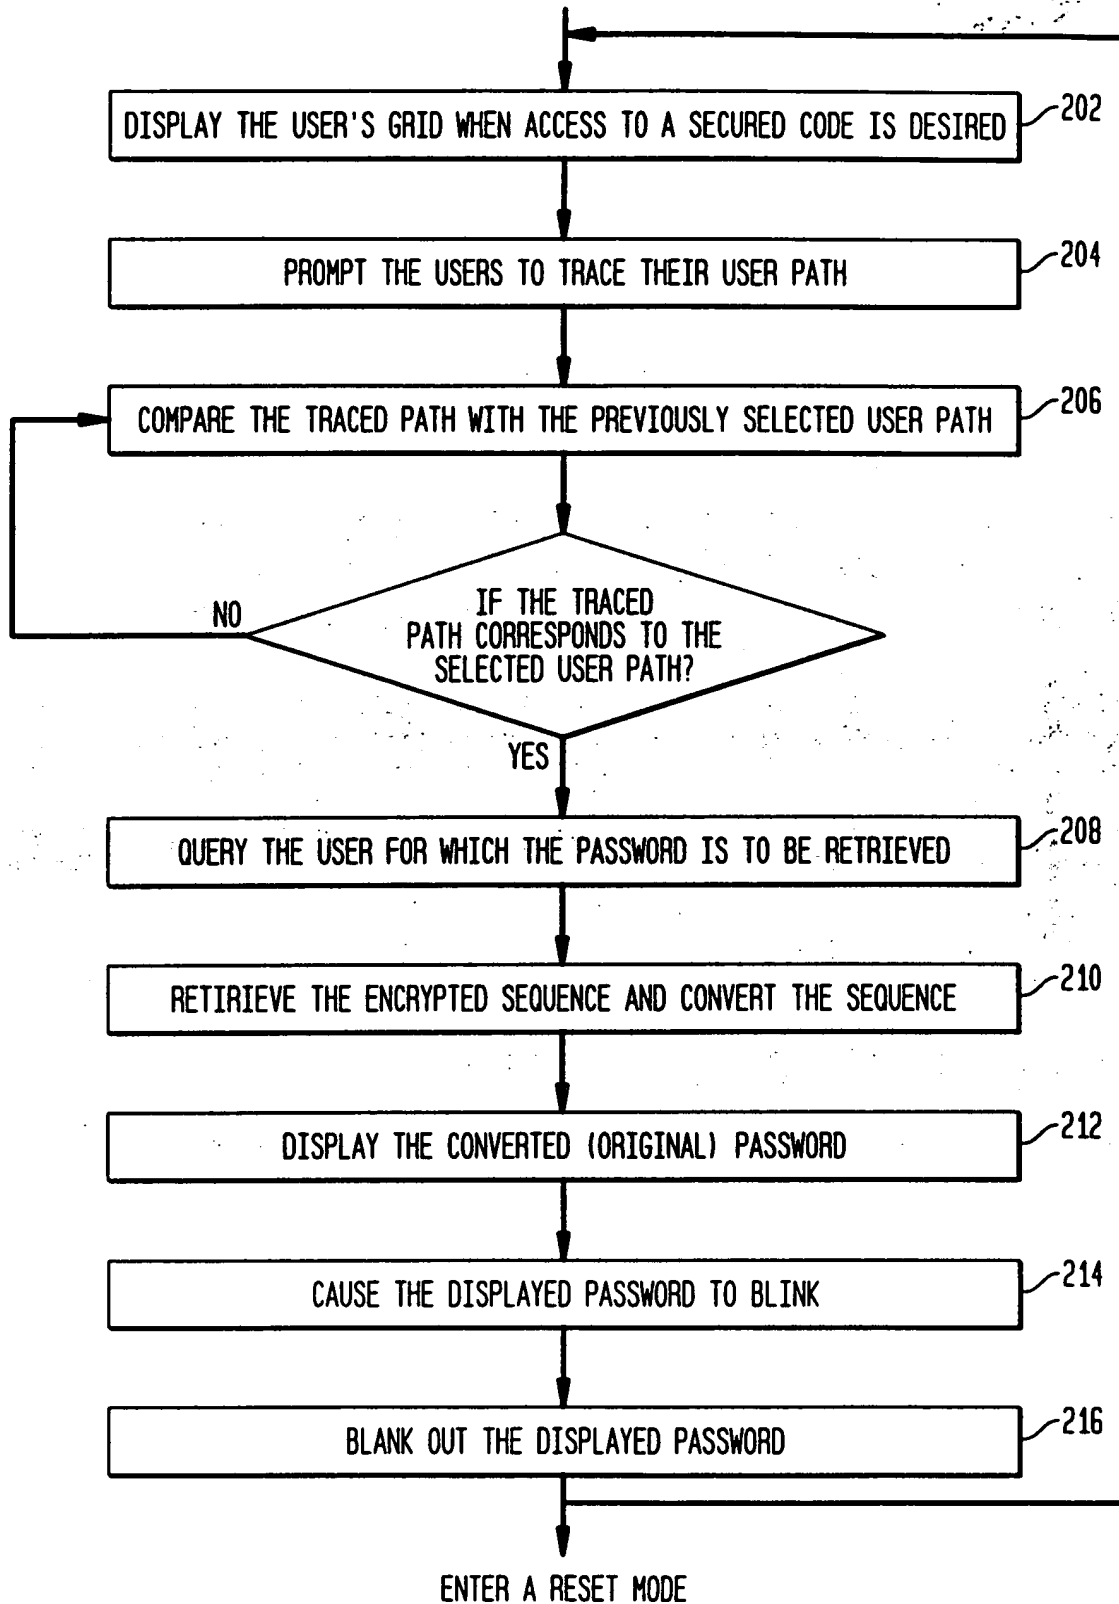 DISPLAY THE USER'S GRID WHEN ACCESS TO A SECURED CODE IS DESIRED
202
PROMPT THE USERS TO TRACE THEIR USER PATH
204
COMPARE THE TRACED PATH WITH THE PREVIOUSLY SELECTED USER PATH
206
IF THE TRACED
PATH CORRESPONDS TO THE
SELECTED USER PATH?
NO
YES
QUERY THE USER FOR WHICH THE PASSWORD IS TO BE RETRIEVED
208
RETIRIEVE THE ENCRYPTED SEQUENCE AND CONVERT THE SEQUENCE
210
DISPLAY THE CONVERTED (ORIGINAL) PASSWORD
212
CAUSE THE DISPLAYED PASSWORD TO BLINK
214
BLANK OUT THE DISPLAYED PASSWORD
216
ENTER A RESET MODE